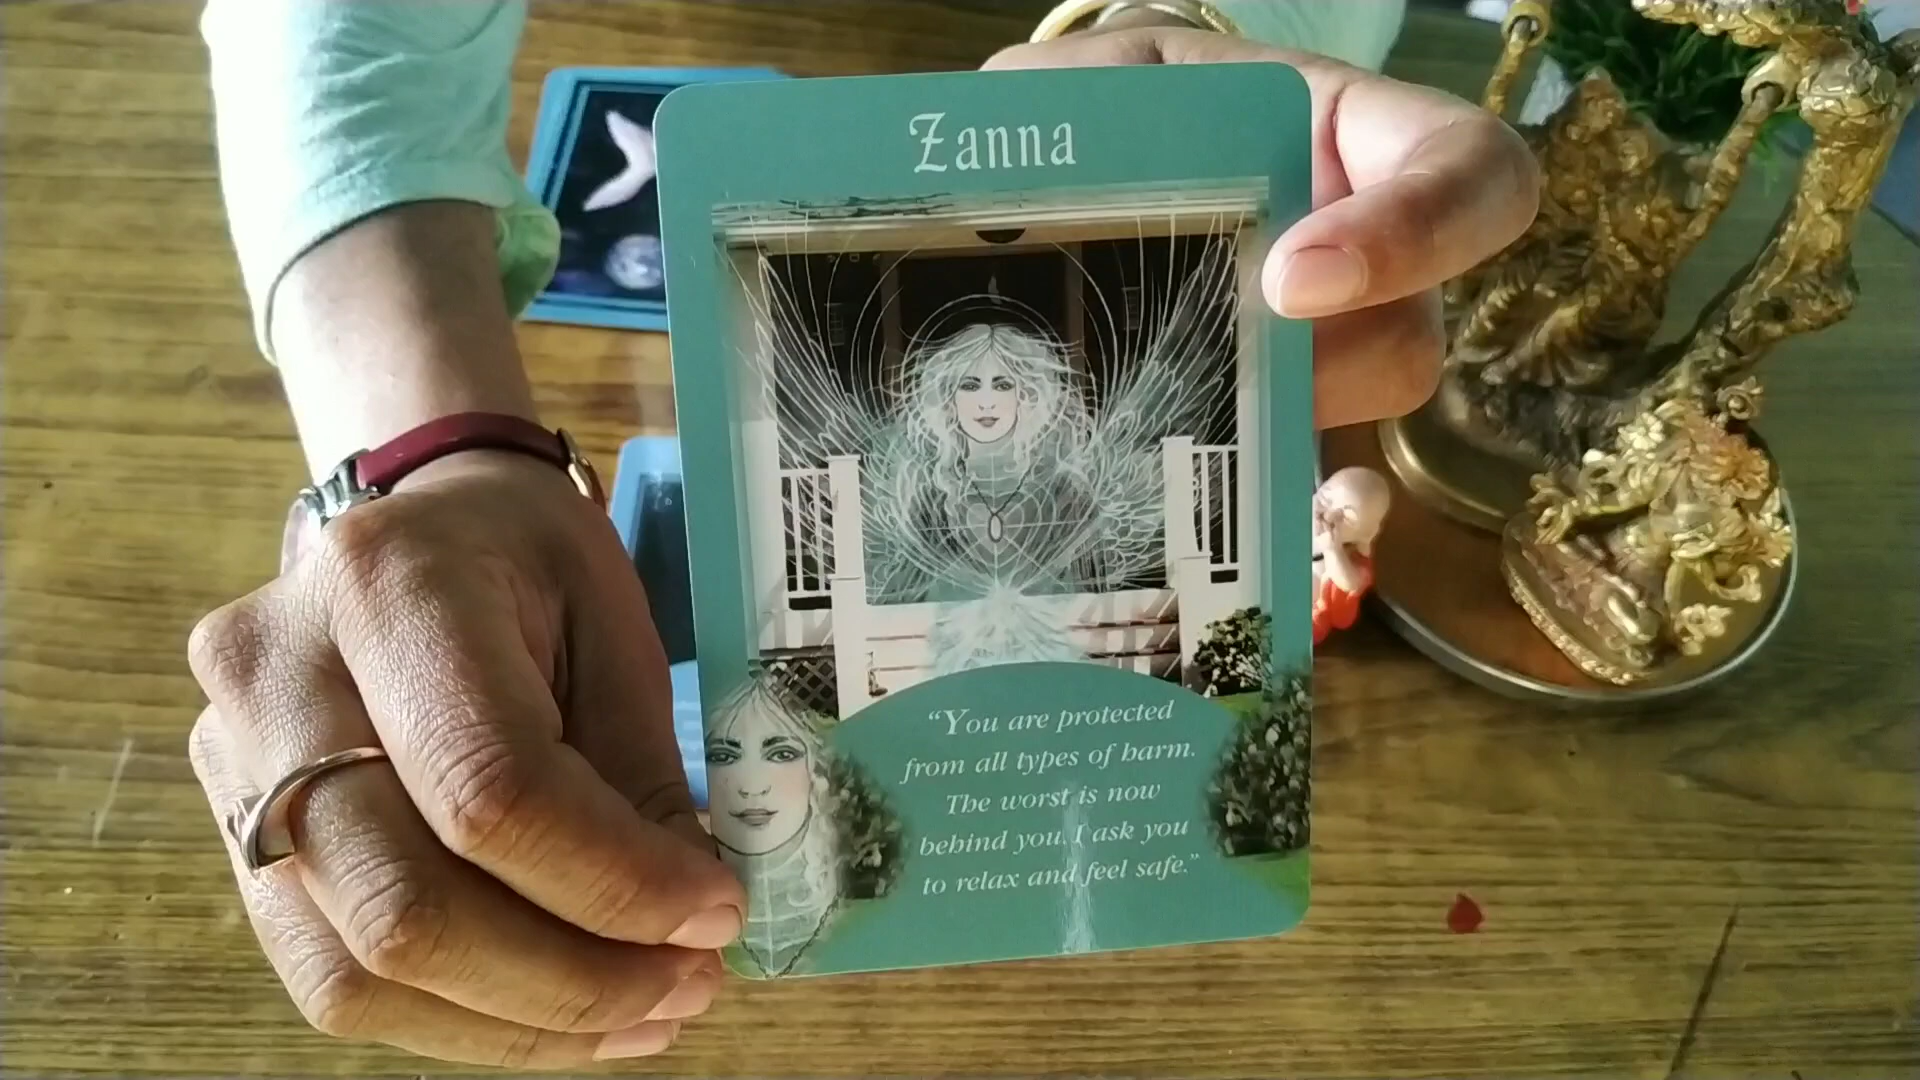 Zanna
“You are protected
from all types of harm.
The worst is now
behind you. I ask you
to relax and feel safe.”